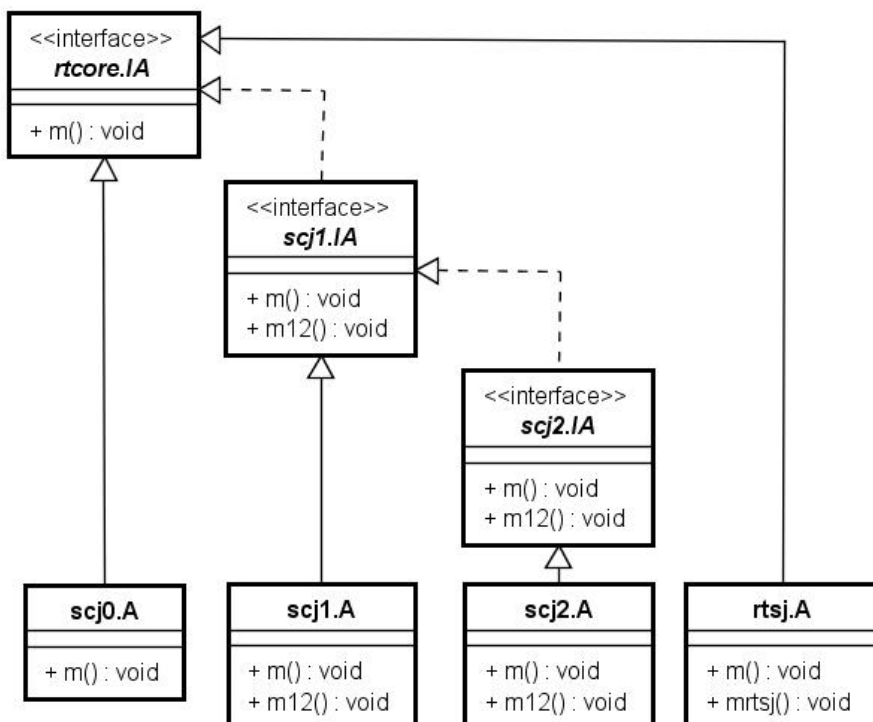 <<interface>>
rtcore.IA
+ m() : void
<<interface>>
scj1.IA
+ m() : void
+ m12() : void
<<interface>>
scj2.IA
+ m() : void
+ m12() : void
scj0.A
+ m() : void
scj1.A
+ m() : void
+ m12() : void
scj2.A
+ m() : void
+ m12() : void
rtsj.A
+ m() : void
+ mrtsj() : void